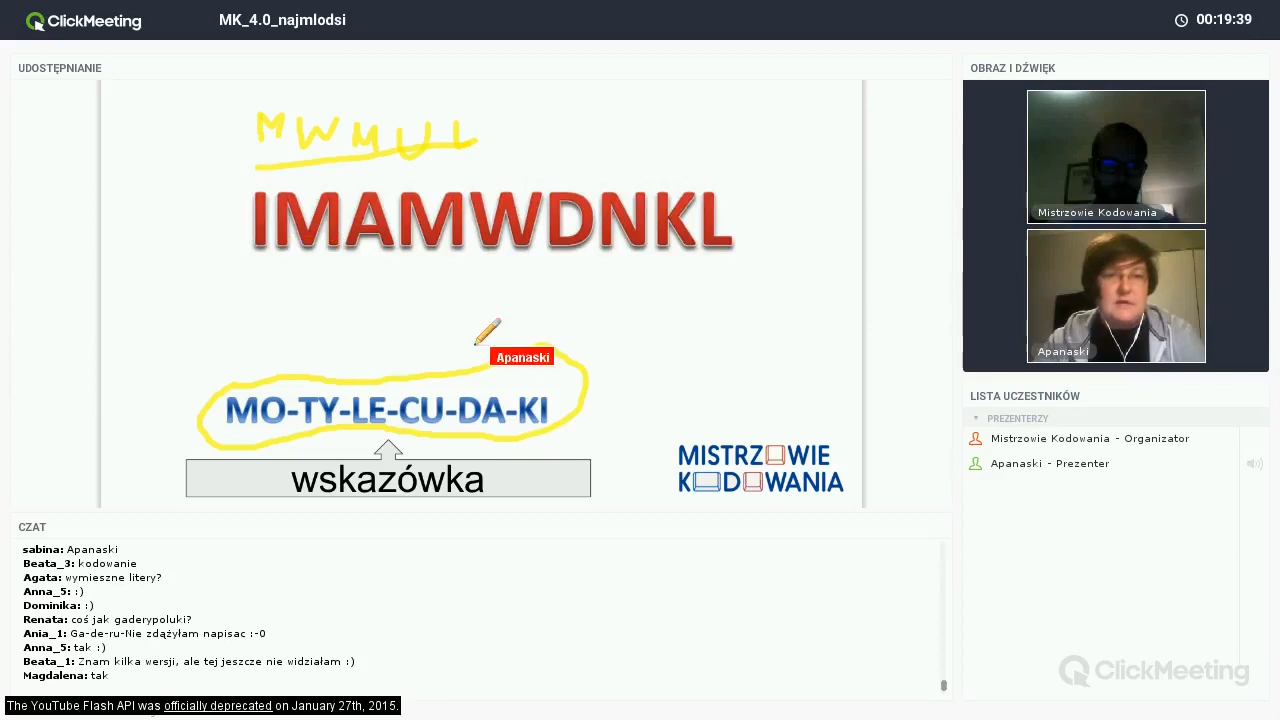 ClickMeeting
MK_4.0_najmlodsi
00:19:39
UDOSTĘPNIANIE
MWMUL
IMAMWDNKL
Apanaski
MO-TY-LE-CU-DA-KI
wskazówka
MISTRZOWIE
KODOWANIA
CZAT
sabina: Apanaski
Beata_3: kodowanie
Agata: wymieszne litery?
Anna_5: :)
Dominika: :)
Renata: coś jak gaderypoluki?
Ania_1: Ga-de-ru-Nie zdążyłam napisac :-0
Anna_5: tak :)
Beata_1: Znam kilka wersji, ale tej jeszcze nie widziałam :)
Magdalena: tak
The YouTube Flash API was officially deprecated on January 27th, 2015.
OBRAZ I DŹWIĘK
Mistrzowie Kodowania
Apanaski
LISTA UCZESTNIKÓW
PREZENTERZY
Mistrzowie Kodowania - Organizator
Apanaski - Prezenter
ClickMeeting